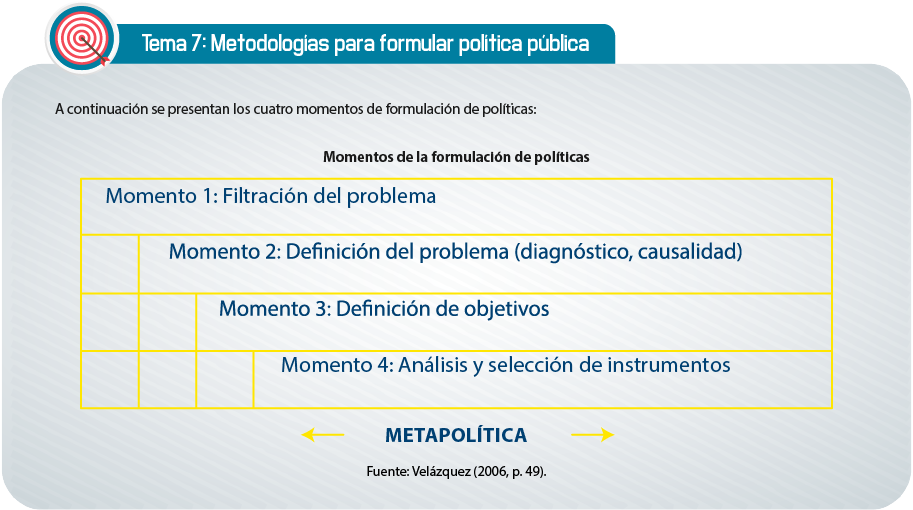 Tema 7: Metodologías para formular política pública
A continuación se presentan los cuatro momentos de formulación de políticas:
Momentos de la formulación de políticas
Momento 1: Filtración del problema
Momento 2: Definición del problema (diagnóstico, causalidad)
Momento 3: Definición de objetivos
Momento 4: Análisis y selección de instrumentos
METAPOLÍTICA
Fuente: Velázquez (2006, p. 49).